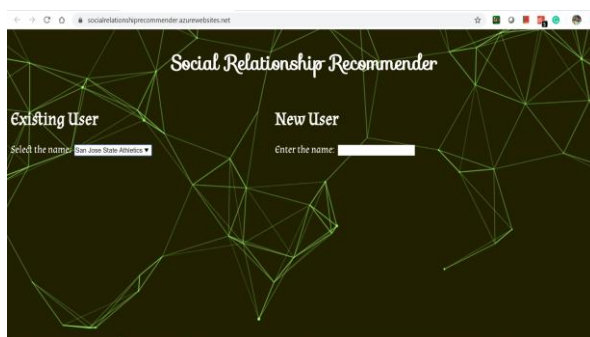 socialrelationshiprecommender.azurewebsites.net
Social Relationship Recommender
Existing User
New User
Select the name: San Jose State Athletics
Enter the name: